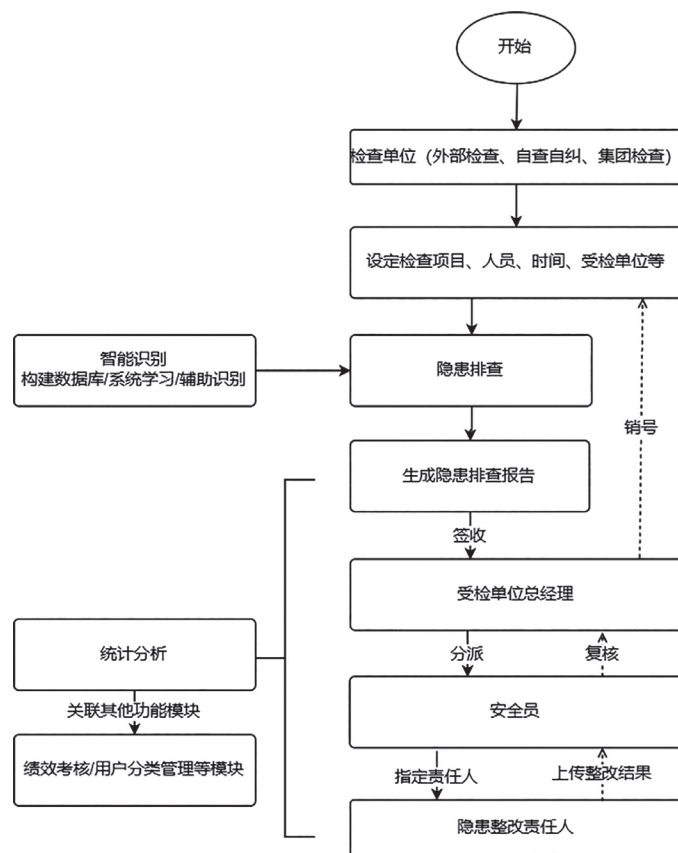 开始
检查单位（外部检查、自查自纠、集团检查）
设定检查项目、人员、时间、受检单位等
智能识别
构建数据库/系统学习/辅助识别
隐患排查
销号
生成隐患排查报告
签收
受检单位总经理
统计分析
分派
复核
关联其他功能模块
安全员
绩效考核/用户分类管理等模块
指定责任人
上传整改结果
隐患整改责任人